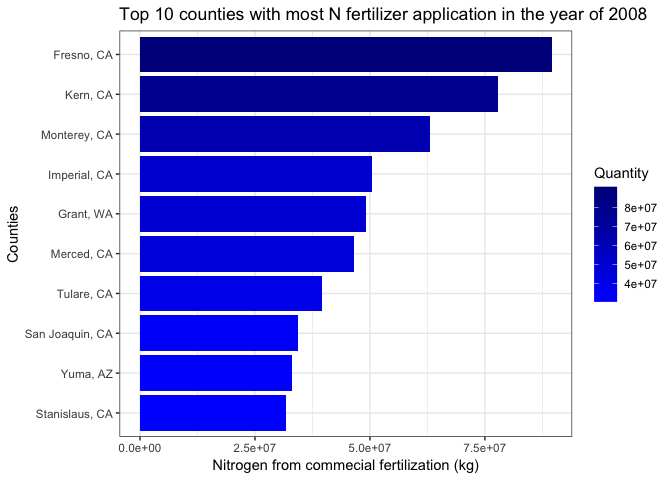 Top 10 counties with most N fertilizer application in the year of 2008
Counties
Fresno, CA
Kern, CA
Monterey, CA
Imperial, CA
Grant, WA
Merced, CA
Tulare, CA
San Joaquin, CA
Yuma, AZ
Stanislaus, CA
0.0e+00 2.5e+07 5.0e+07 7.5e+07
Nitrogen from commecial fertilization (kg)
Quantity
8e+07
7e+07
6e+07
5e+07
4e+07